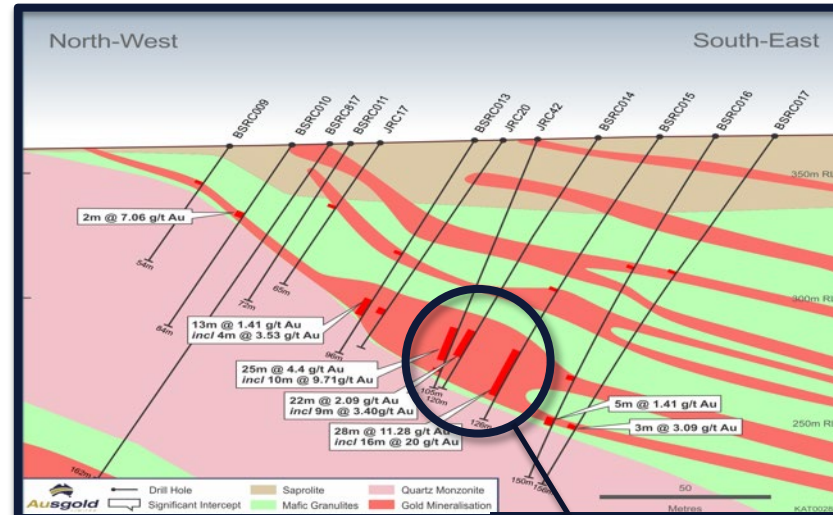 North-West
South-East
BSRC009
BSRC010
BSRC817
BSRC011
JRC17
BSRC013
JRC20
JRC42
BSRC014
BSRC015
BSRC016
BSRC017
350m RL
2m @ 7.06 g/t Au
54m
84m
72m
65m
300m RL
13m @ 1.41 g/t Au
incl 4m @ 3.53 g/t Au
96m
25m @ 4.4 g/t Au
incl 10m @ 9.71g/t Au
105m
120m
22m @ 2.09 g/t Au
incl 9m @ 3.40g/t Au
5m @ 1.41 g/t Au
126m
28m @ 11.28 g/t Au
incl 16m @ 20 g/t Au
3m @ 3.09 g/t Au
250m RL
162m
150m
156m
Ausgold
Drill Hole
Significant Intercept
Saprolite
Mafic Granulites
Quartz Monzonite
Gold Mineralisation
50
Metres